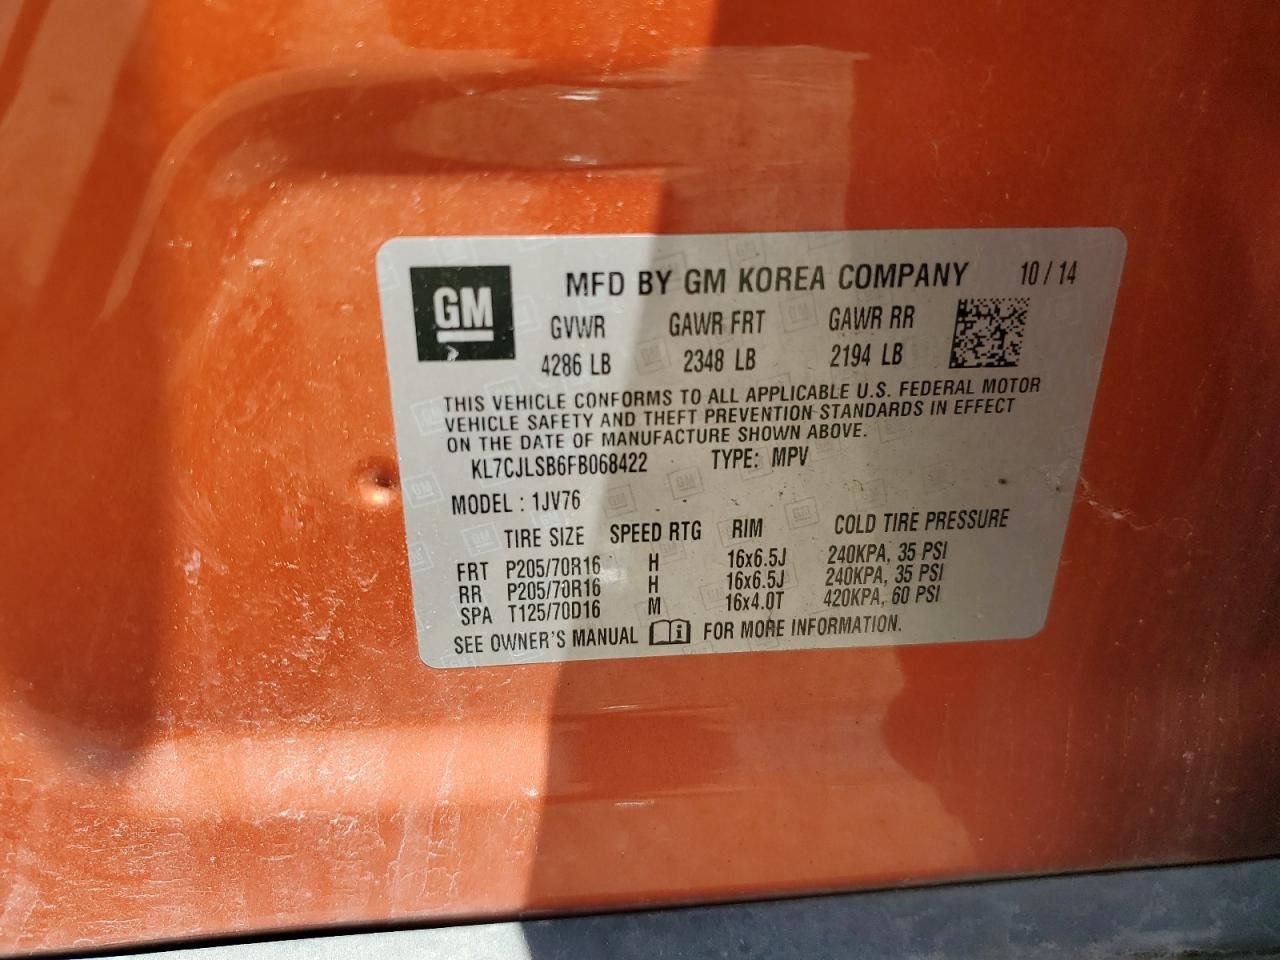 GM
MFD BY GM KOREA COMPANY 10 / 14
GVWR GAWR FRT GAWR RR
4286 LB 2348 LB 2194 LB
THIS VEHICLE CONFORMS TO ALL APPLICABLE U.S. FEDERAL MOTOR
VEHICLE SAFETY AND THEFT PREVENTION STANDARDS IN EFFECT
ON THE DATE OF MANUFACTURE SHOWN ABOVE.
KL7CJLSB6FB068422 TYPE: MPV
MODEL : 1JV76
TIRE SIZE SPEED RTG RIM COLD TIRE PRESSURE
FRT P205/70R16 H 16x6.5J 240KPA, 35 PSI
RR P205/70R16 H 16x6.5J 240KPA, 35 PSI
SPA T125/70D16 M 16x4.0T 420KPA, 60 PSI
SEE OWNER'S MANUAL FOR MORE INFORMATION.